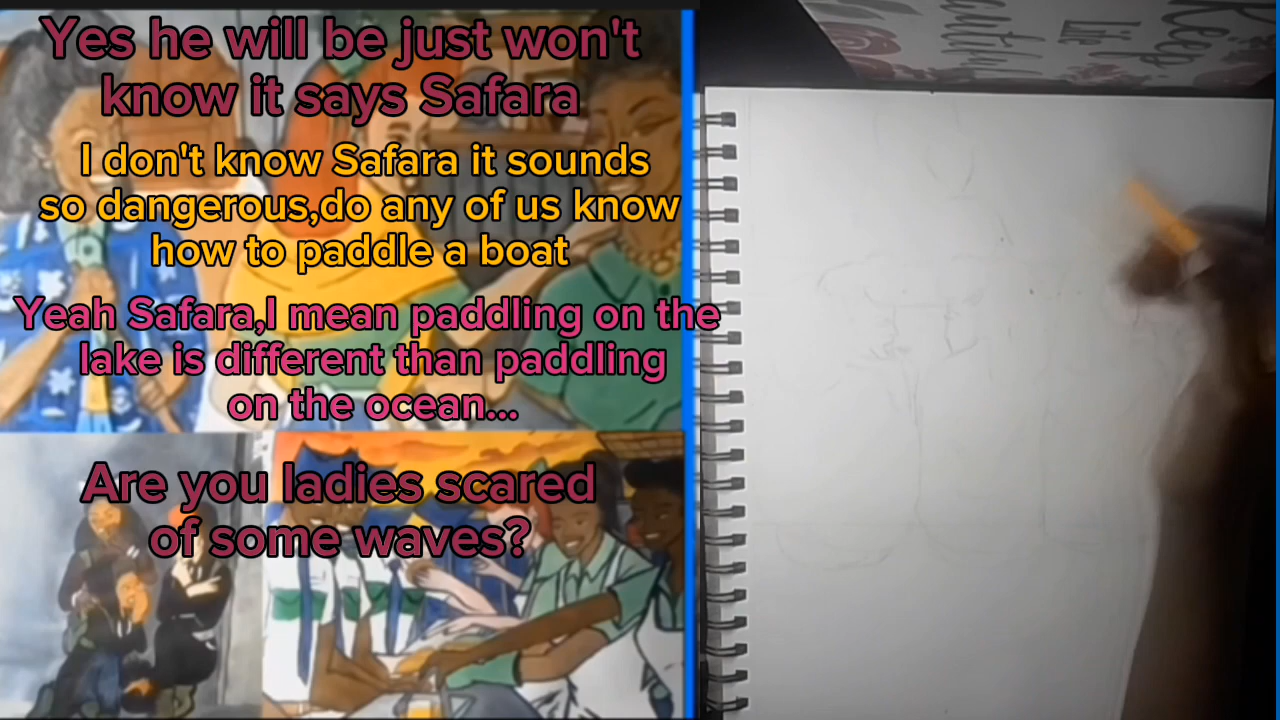 Yes he will be just won't
know it says Safara
I don't know Safara it sounds
so dangerous,do any of us know
how to paddle a boat
Yeah Safara,I mean paddling on the
lake is different than paddling
on the ocean...
Are you ladies scared
of some waves?
Keep
Life